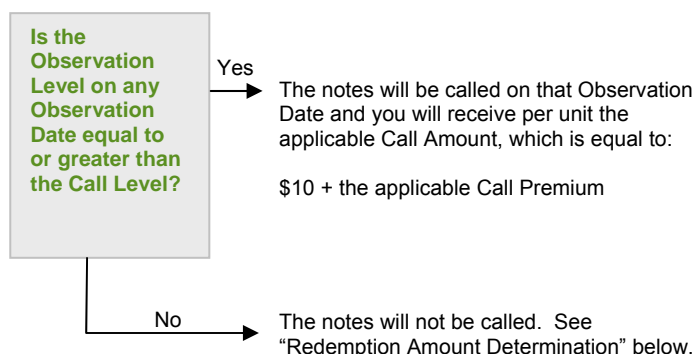 Is the
Observation
Level on any
Observation
Date equal to
or greater than
the Call Level?
Yes
The notes will be called on that Observation
Date and you will receive per unit the
applicable Call Amount, which is equal to:
$10 + the applicable Call Premium
No
The notes will not be called.  See
“Redemption Amount Determination” below.